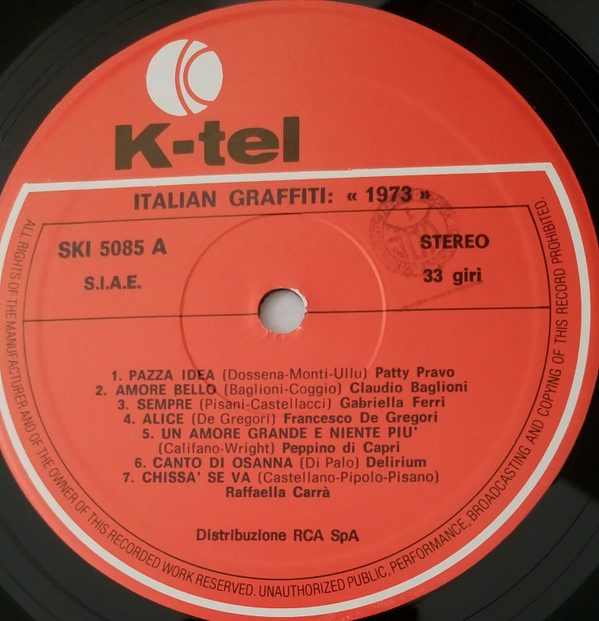 K-tel
ITALIAN GRAFFITI: « 1973 »
SKI 5085 A
S.I.A.E.
STEREO
33 giri
1. PAZZA IDEA (Dossena-Monti-Ullu) Patty Pravo
2. AMORE BELLO (Baglioni-Coggio) Claudio Baglioni
3. SEMPRE (Pisani-Castellacci) Gabriella Ferri
4. ALICE (De Gregori) Francesco De Gregori
5. UN AMORE GRANDE E NIENTE PIU'
(Califano-Wright) Peppino di Capri
6. CANTO DI OSANNA (Di Palo) Delirium
7. CHISSA' SE VA (Castellano-Pipolo-Pisano)
Raffaella Carrà
Distribuzione RCA SpA
ALL RIGHTS OF THE MANUFACTURER AND OF THE OWNER OF THIS RECORDED WORK RESERVED. UNAUTHORIZED PUBLIC, PERFORMANCE, BROADCASTING AND COPYING OF THIS RECORD PROHIBITED.